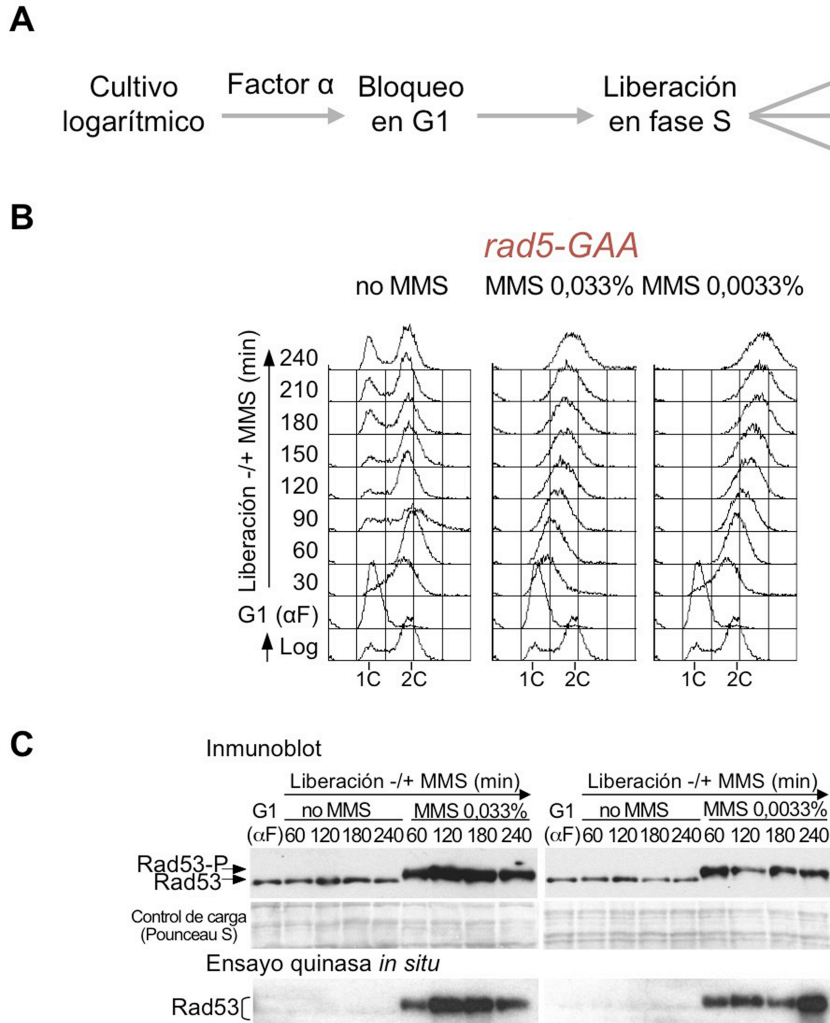 A
Cultivo
logarítmico
Factor α
Bloqueo
en G1
Liberación
en fase S
B
rad5-GAA
no MMS
MMS 0,033%
MMS 0,0033%
Liberación -/+ MMS (min)
240
210
180
150
120
90
60
30
G1 (αF)
Log
1C 2C
1C 2C
1C 2C
C
Inmunoblot
Liberación -/+ MMS (min)
G1 no MMS MMS 0,033%
(αF) 60 120 180 240 60 120 180 240
Liberación -/+ MMS (min)
G1 no MMS MMS 0,0033%
(αF) 60 120 180 240 60 120 180 240
Rad53-P
Rad53
Control de carga
(Pounceau S)
Ensayo quinasa in situ
Rad53